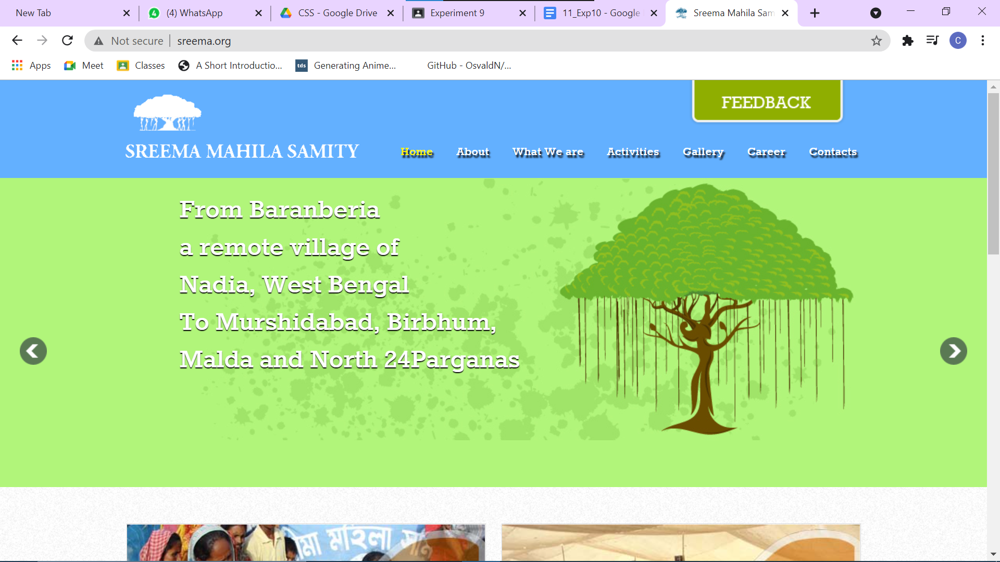 New Tab
(4) WhatsApp
CSS - Google Drive
Experiment 9
11_Exp10 - Google
Sreema Mahila Sam
Not secure
sreema.org
C
Apps
Meet
Classes
A Short Introductio...
tds
Generating Anime...
GitHub - OsvaldN/...
FEEDBACK
SREEMA MAHILA SAMITY
Home
About
What We are
Activities
Gallery
Career
Contacts
From Baranberia
a remote village of
Nadia, West Bengal
To Murshidabad, Birbhum,
Malda and North 24Parganas
মহিলা